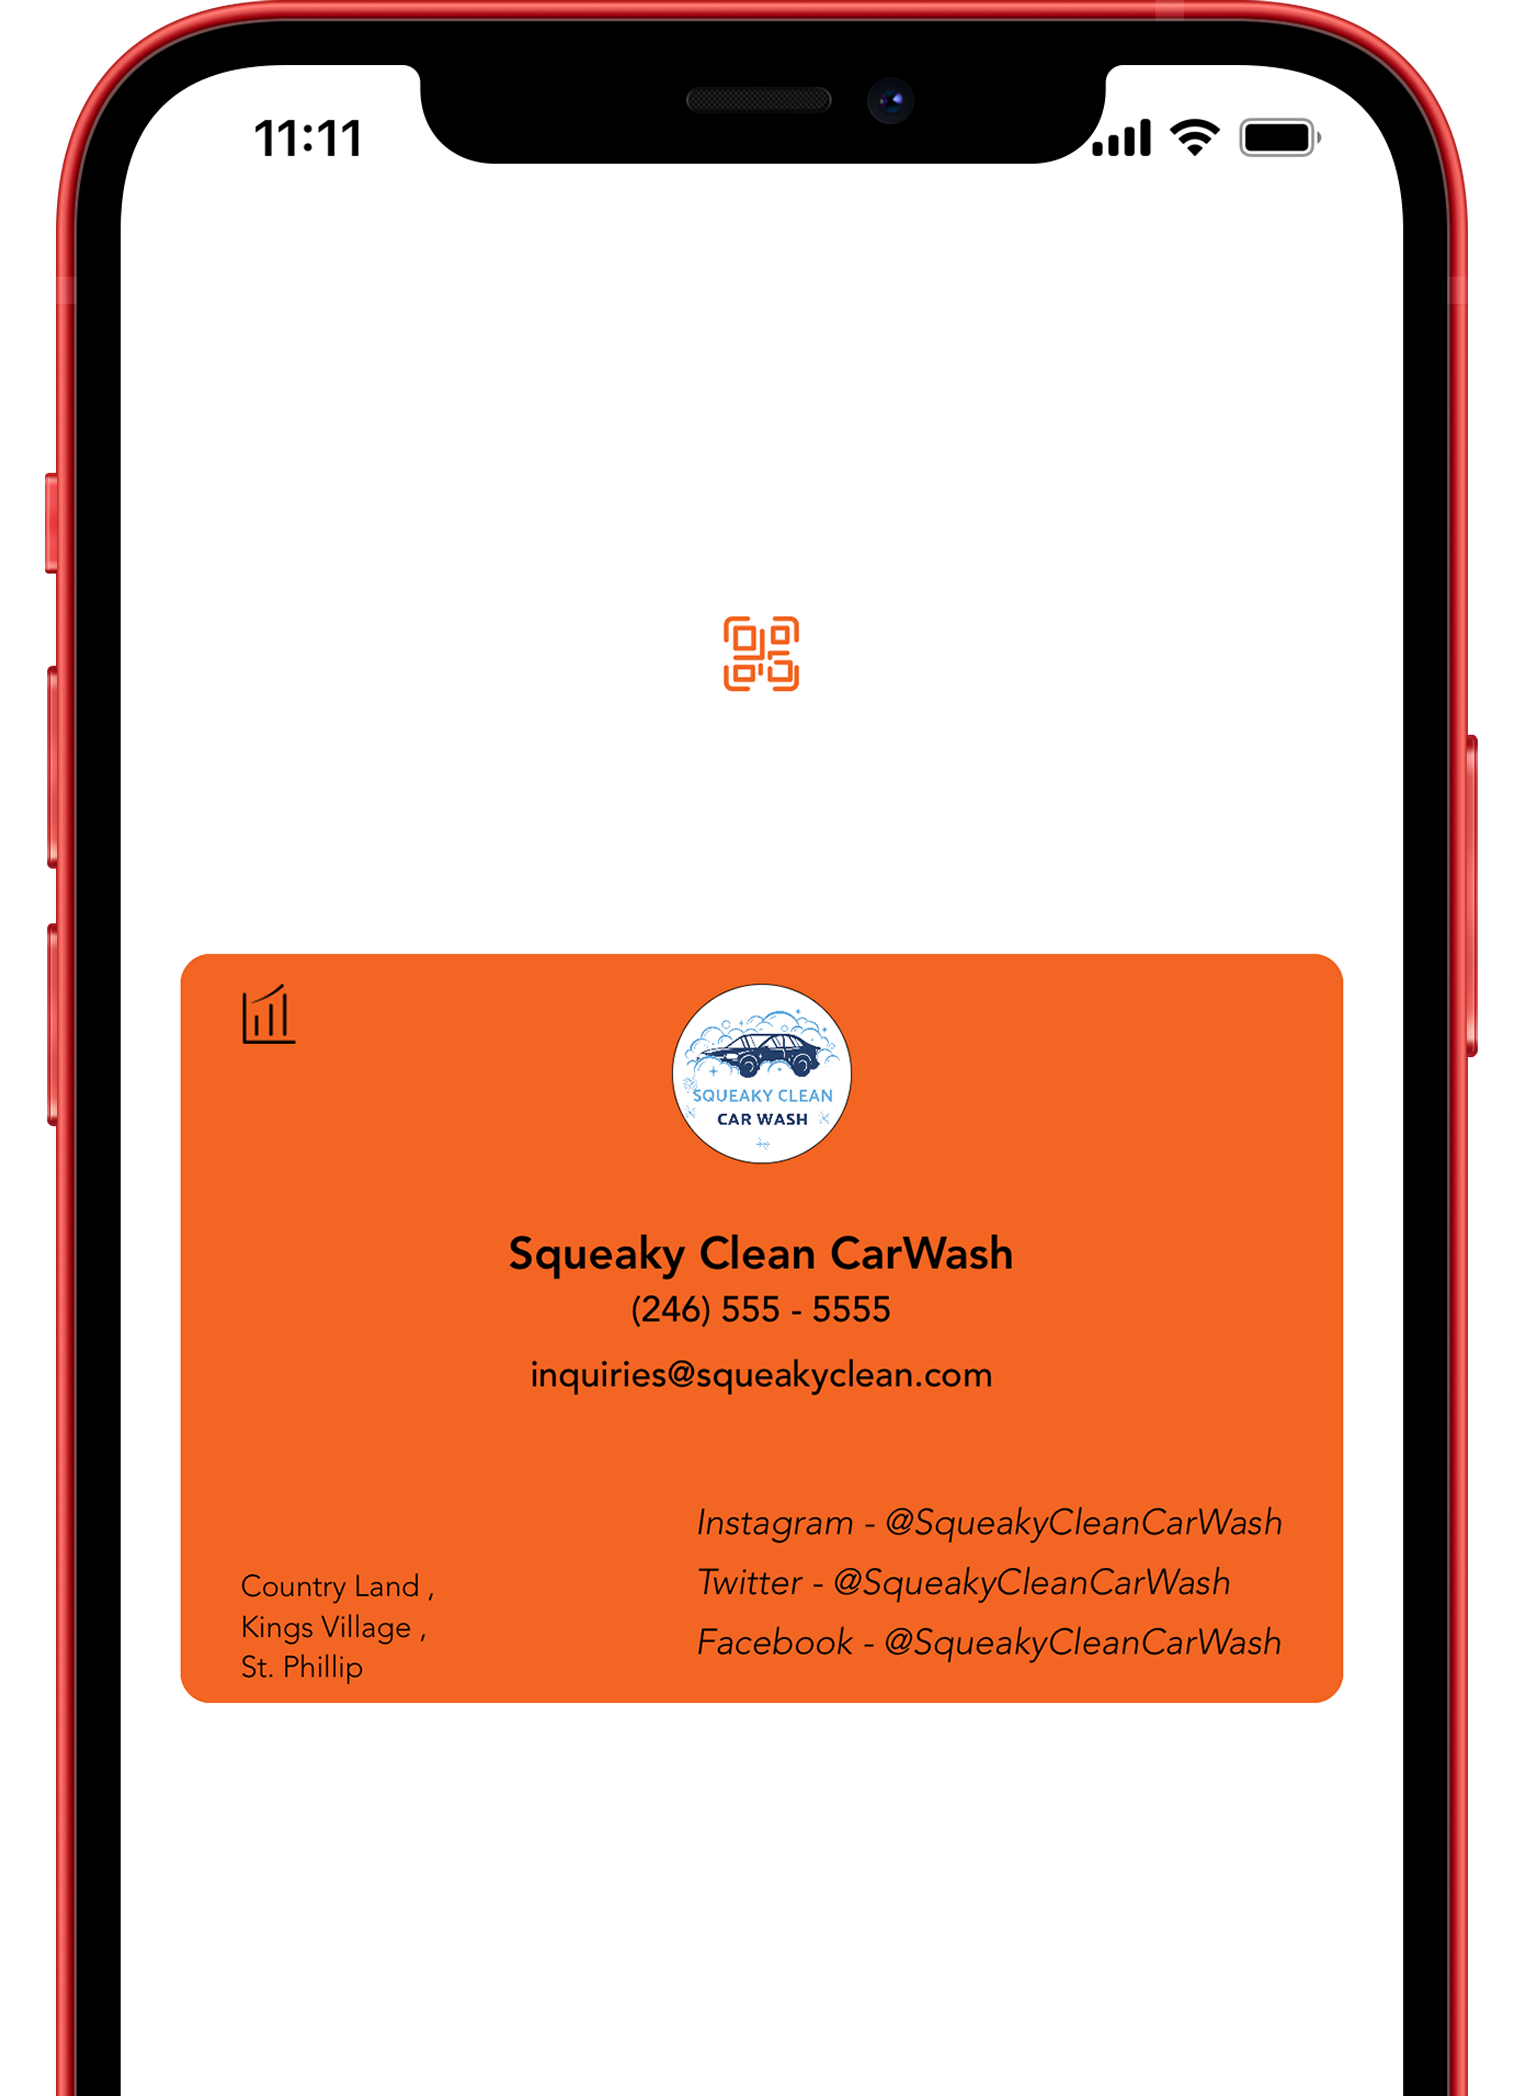 11:11
SQUEAKY CLEAN
CAR WASH
Squeaky Clean CarWash
(246) 555 - 5555
inquiries@squeakyclean.com
Instagram - @SqueakyCleanCarWash
Twitter - @SqueakyCleanCarWash
Facebook - @SqueakyCleanCarWash
Country Land ,
Kings Village ,
St. Phillip